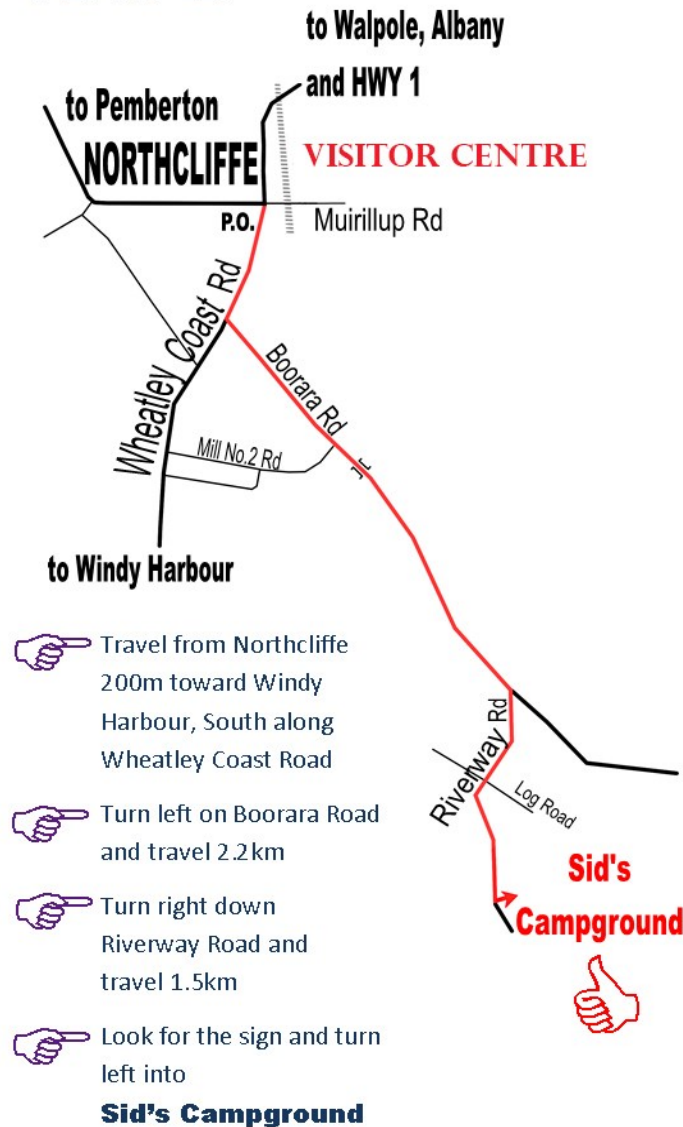 to Walpole, Albany
and HWY 1
to Pemberton
NORTHCLIFFE
VISITOR CENTRE
P.O.
Muirillup Rd
Wheatley Coast Rd
Boorara Rd
Mill No.2 Rd
to Windy Harbour
Travel from Northcliffe
200m toward Windy
Harbour, South along
Wheatley Coast Road
Riverway Rd
Log Road
Turn left on Boorara Road
and travel 2.2km
Sid's
Campground
Turn right down
Riverway Road and
travel 1.5km
Look for the sign and turn
left into
Sid's Campground